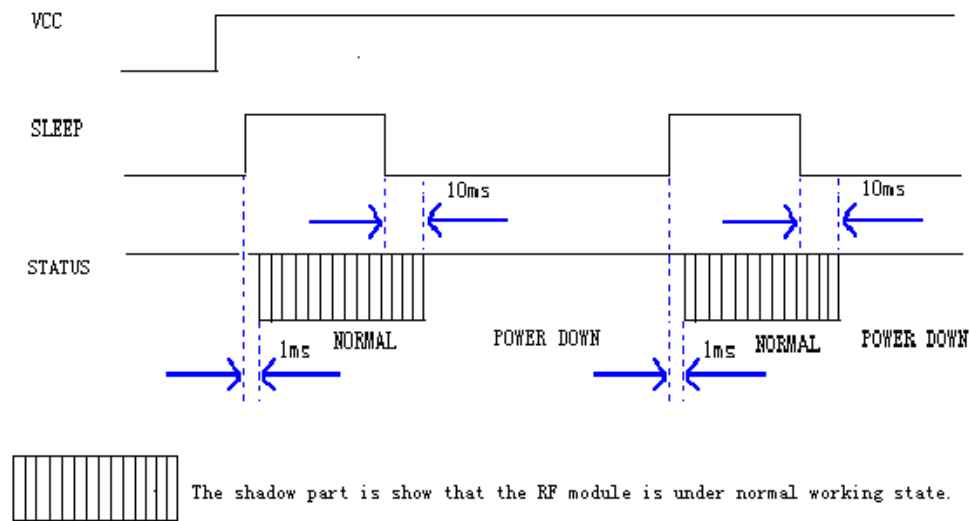 VCC
SLEEP
10ms
10ms
STATUS
1ms
NORMAL
POWER DOWN
1ms
NORMAL
POWER DOWN
The shadow part is show that the RF module is under normal working state.